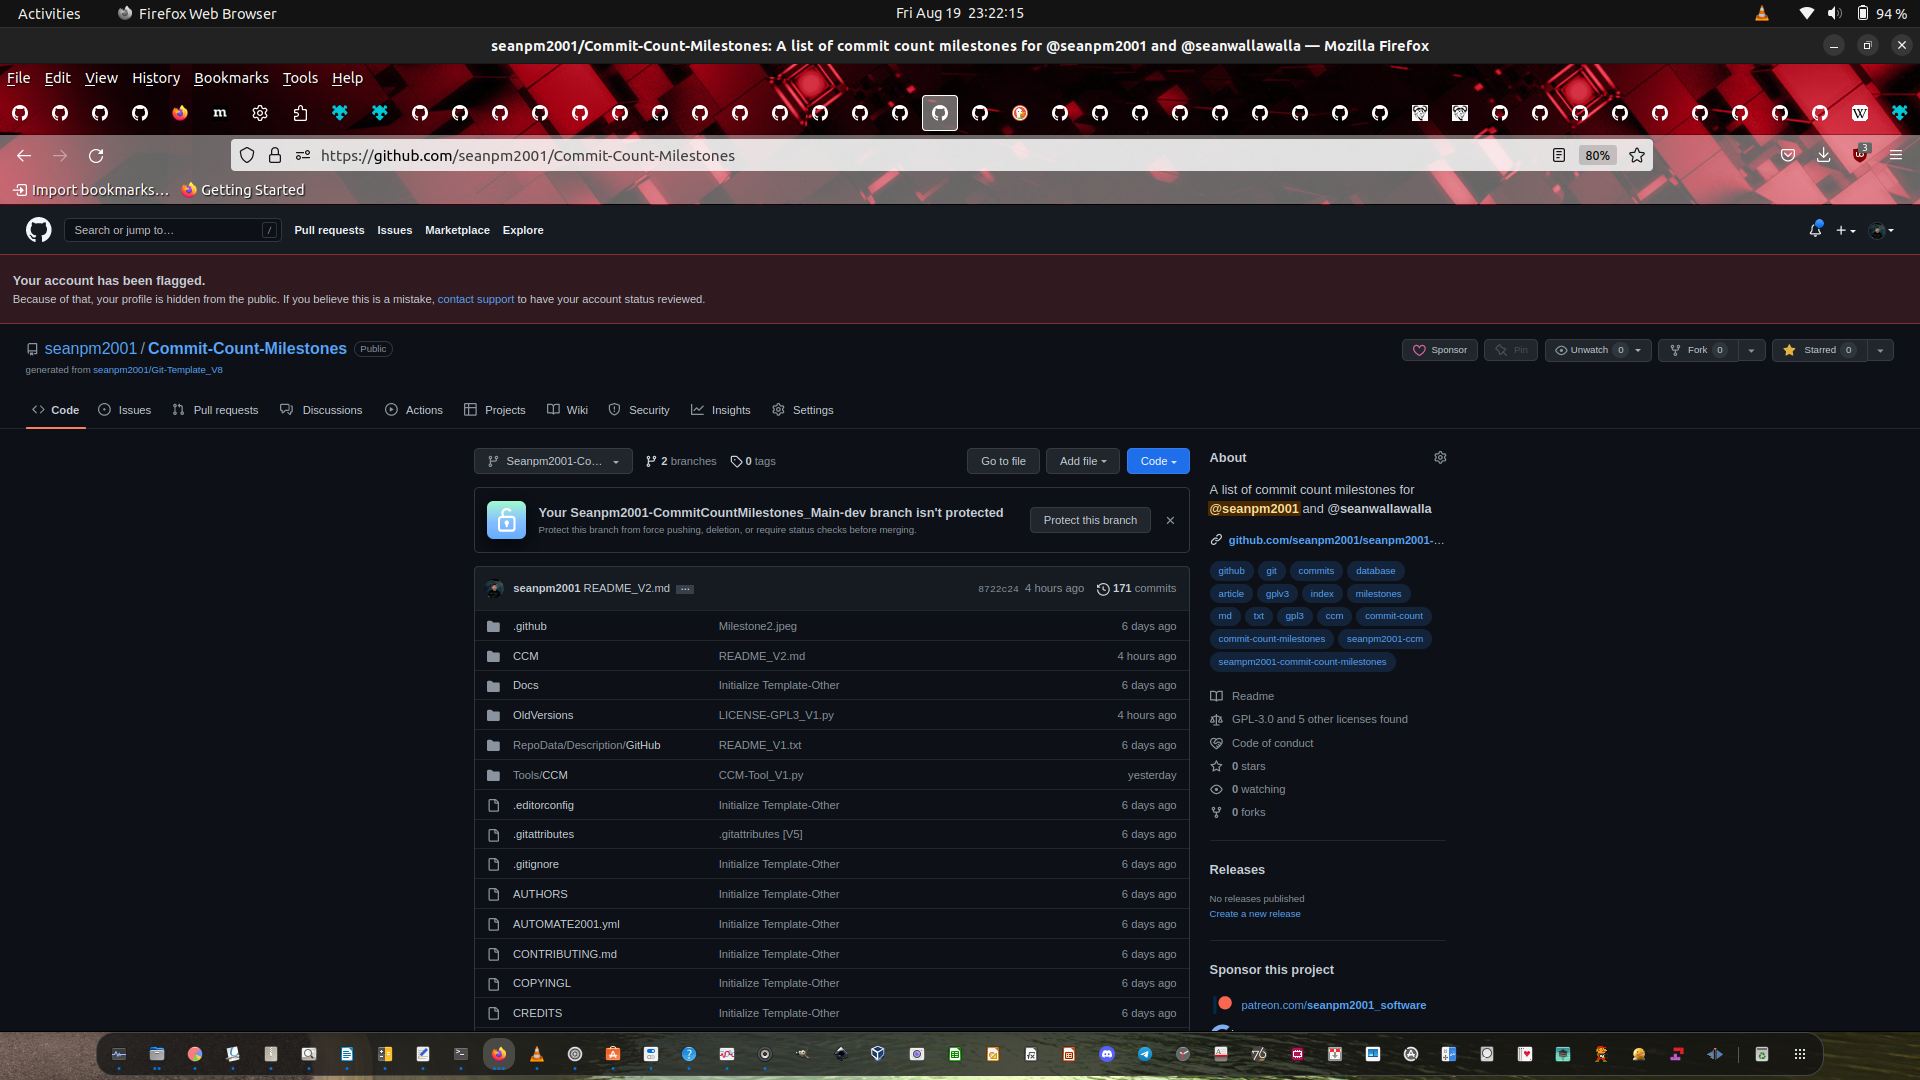 Activities Firefox Web Browser Fri Aug 19 23:22:15 94 %
seanpm2001/Commit-Count-Milestones: A list of commit count milestones for @seanpm2001 and @seanwallawalla — Mozilla Firefox
File Edit View History Bookmarks Tools Help
https://github.com/seanpm2001/Commit-Count-Milestones 80% 3
Import bookmarks… Getting Started
Search or jump to… / Pull requests Issues Marketplace Explore
Your account has been flagged.
Because of that, your profile is hidden from the public. If you believe this is a mistake, contact support to have your account status reviewed.
seanpm2001 / Commit-Count-Milestones Public
Sponsor Pin Unwatch 0 Fork 0 Starred 0
generated from seanpm2001/Git-Template_V8
Code Issues Pull requests Discussions Actions Projects Wiki Security Insights Settings
Seanpm2001-Co… 2 branches 0 tags Go to file Add file Code
Your Seanpm2001-CommitCountMilestones_Main-dev branch isn't protected
Protect this branch from force pushing, deletion, or require status checks before merging.
Protect this branch
seanpm2001 README_V2.md … 8722c24 4 hours ago 171 commits
.github Milestone2.jpeg 6 days ago
CCM README_V2.md 4 hours ago
Docs Initialize Template-Other 6 days ago
OldVersions LICENSE-GPL3_V1.py 4 hours ago
RepoData/Description/GitHub README_V1.txt 6 days ago
Tools/CCM CCM-Tool_V1.py yesterday
.editorconfig Initialize Template-Other 6 days ago
.gitattributes .gitattributes [V5] 6 days ago
.gitignore Initialize Template-Other 6 days ago
AUTHORS Initialize Template-Other 6 days ago
AUTOMATE2001.yml Initialize Template-Other 6 days ago
CONTRIBUTING.md Initialize Template-Other 6 days ago
COPYINGL Initialize Template-Other 6 days ago
CREDITS Initialize Template-Other 6 days ago
About
A list of commit count milestones for
@seanpm2001 and @seanwallawalla
github.com/seanpm2001/seanpm2001-…
github git commits database
article gplv3 index milestones
md txt gpl3 ccm commit-count
commit-count-milestones seanpm2001-ccm
seampm2001-commit-count-milestones
Readme
GPL-3.0 and 5 other licenses found
Code of conduct
0 stars
0 watching
0 forks
Releases
No releases published
Create a new release
Sponsor this project
patreon.com/seanpm2001_software